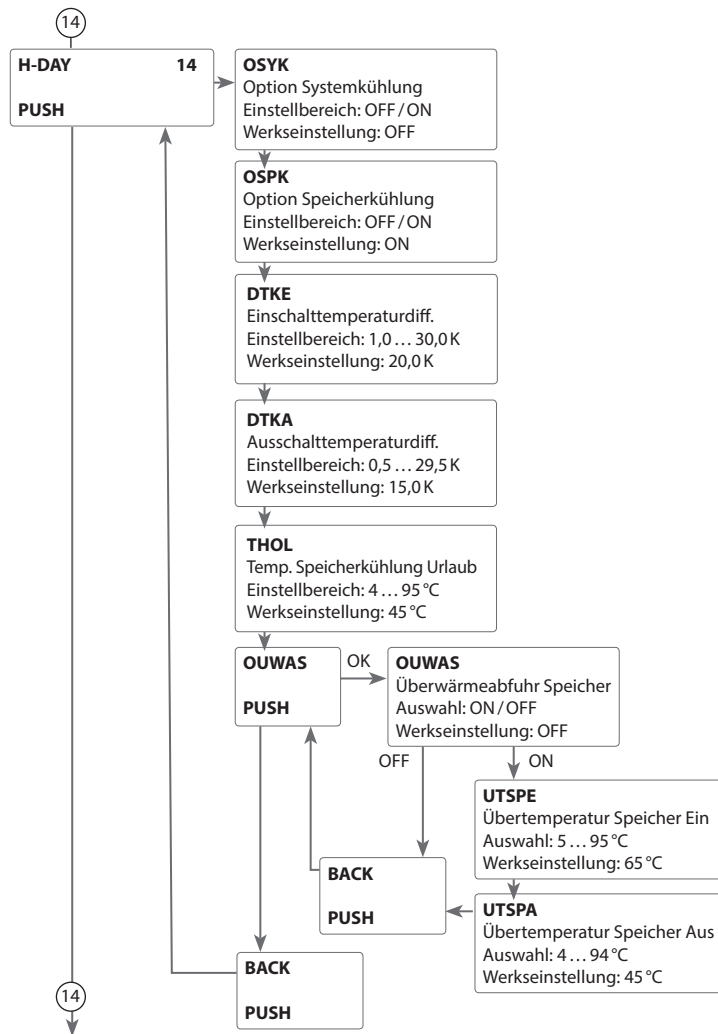 14
H-DAY 14
PUSH
OSYK
Option Systemkühlung
Einstellbereich: OFF / ON
Werkseinstellung: OFF
OSPK
Option Speicherkühlung
Einstellbereich: OFF / ON
Werkseinstellung: ON
DTKE
Einschalttemperaturdiff.
Einstellbereich: 1,0 … 30,0 K
Werkseinstellung: 20,0 K
DTKA
Ausschalttemperaturdiff.
Einstellbereich: 0,5 … 29,5 K
Werkseinstellung: 15,0 K
THOL
Temp. Speicherkühlung Urlaub
Einstellbereich: 4 … 95 °C
Werkseinstellung: 45 °C
OUWAS
PUSH
OK
OUWAS
Überwärmeabfuhr Speicher
Auswahl: ON / OFF
Werkseinstellung: OFF
OFF
ON
UTSPE
Übertemperatur Speicher Ein
Auswahl: 5 … 95 °C
Werkseinstellung: 65 °C
UTSPA
Übertemperatur Speicher Aus
Auswahl: 4 … 94 °C
Werkseinstellung: 45 °C
BACK
PUSH
BACK
PUSH
14